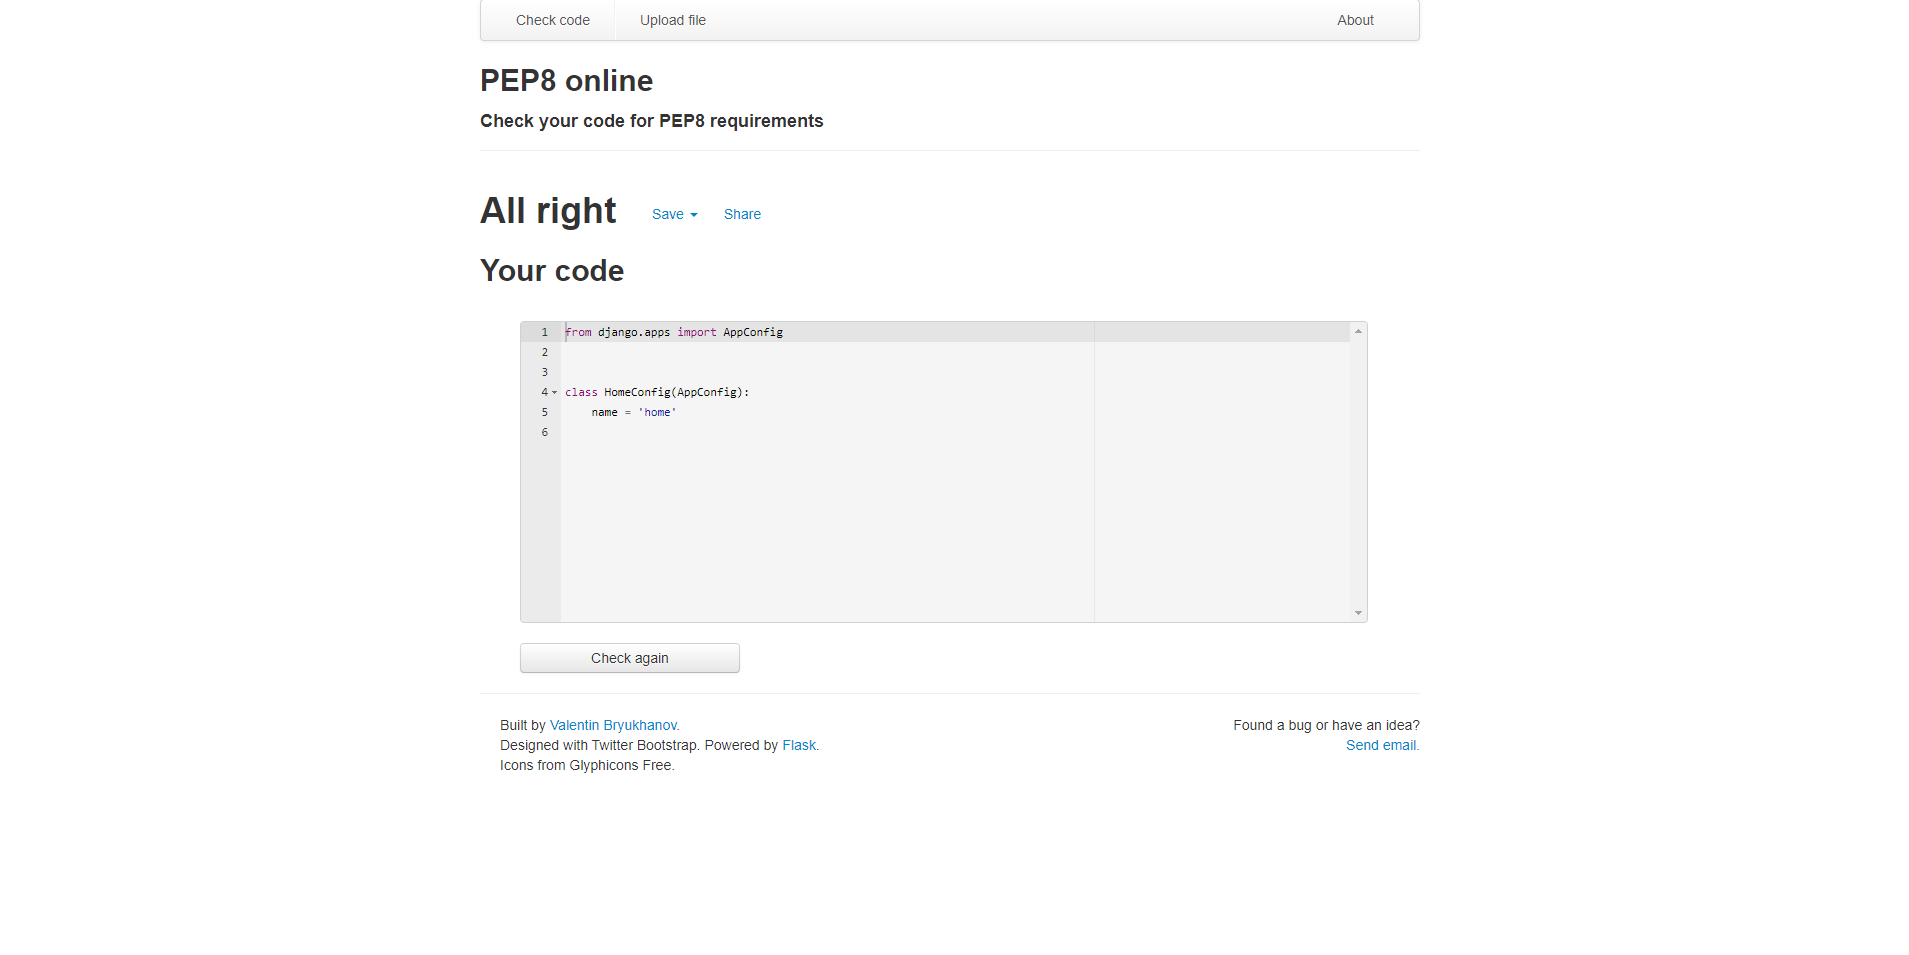 Check code Upload file About
PEP8 online
Check your code for PEP8 requirements
All right Save Share
Your code
1 from django.apps import AppConfig
2
3
4 class HomeConfig(AppConfig):
5     name = 'home'
6
Check again
Built by Valentin Bryukhanov. Found a bug or have an idea?
Designed with Twitter Bootstrap. Powered by Flask. Send email.
Icons from Glyphicons Free.